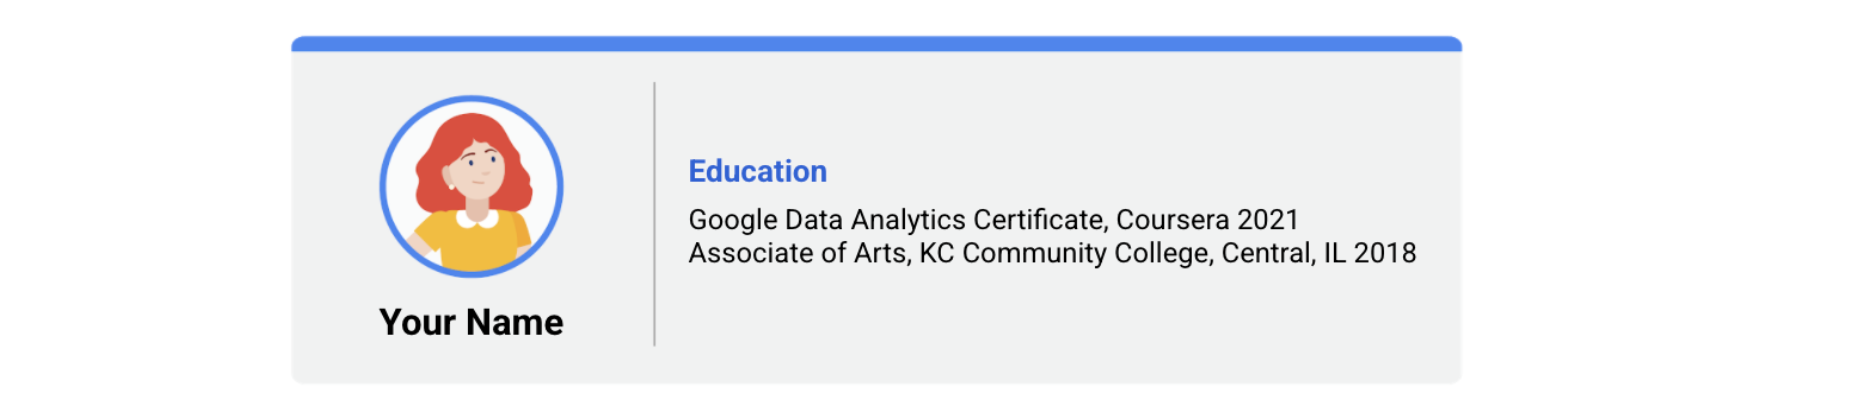 Your Name
Education
Google Data Analytics Certificate, Coursera 2021
Associate of Arts, KC Community College, Central, IL 2018